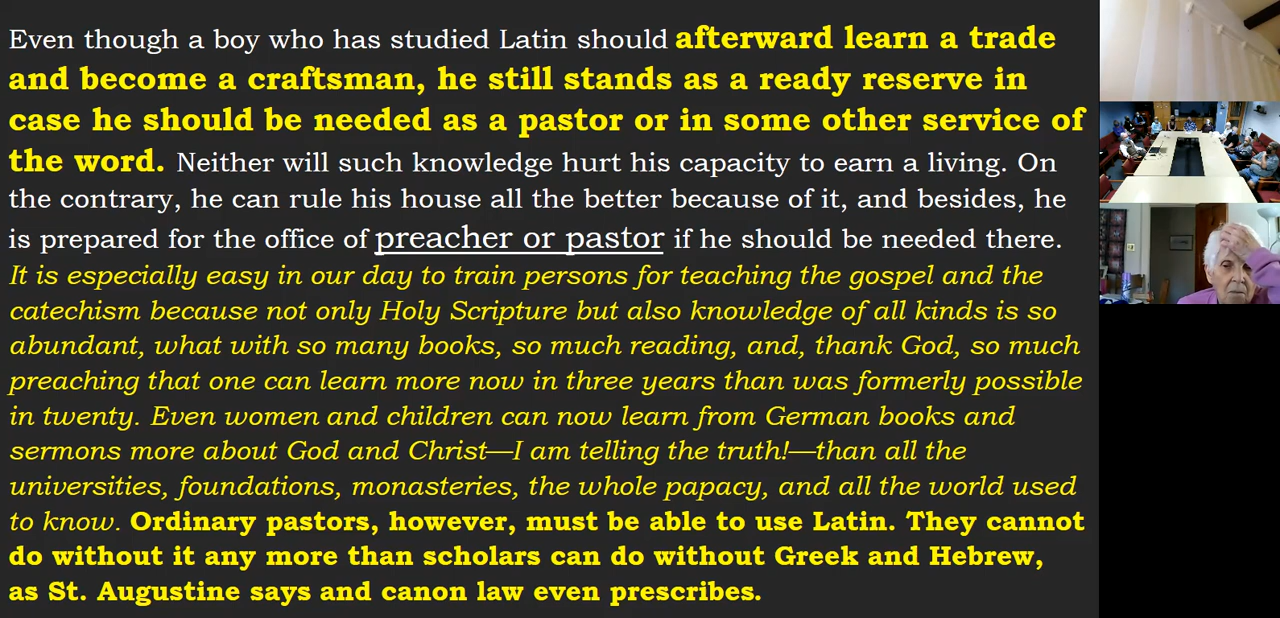 Even though a boy who has studied Latin should afterward learn a trade
and become a craftsman, he still stands as a ready reserve in
case he should be needed as a pastor or in some other service of
the word. Neither will such knowledge hurt his capacity to earn a living. On
the contrary, he can rule his house all the better because of it, and besides, he
is prepared for the office of preacher or pastor if he should be needed there.
It is especially easy in our day to train persons for teaching the gospel and the
catechism because not only Holy Scripture but also knowledge of all kinds is so
abundant, what with so many books, so much reading, and, thank God, so much
preaching that one can learn more now in three years than was formerly possible
in twenty. Even women and children can now learn from German books and
sermons more about God and Christ—I am telling the truth!—than all the
universities, foundations, monasteries, the whole papacy, and all the world used
to know. Ordinary pastors, however, must be able to use Latin. They cannot
do without it any more than scholars can do without Greek and Hebrew,
as St. Augustine says and canon law even prescribes.